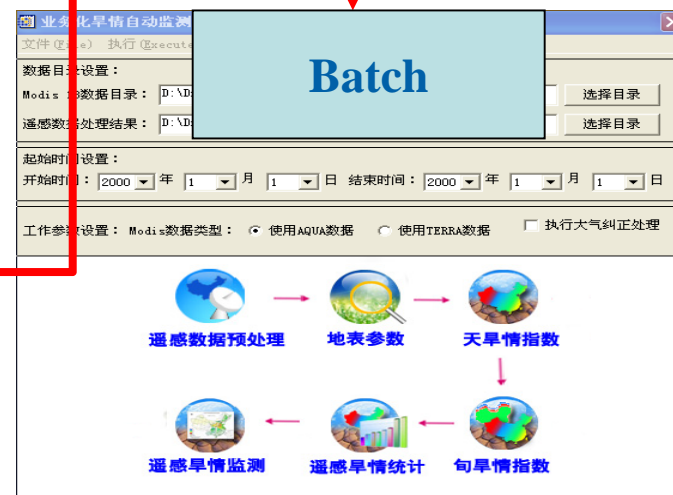 业务化旱情自动监测
文件(File) 执行(Execute
Batch
数据目录设置：
Modis 数据目录： D:\D 选择目录
遥感数据处理结果： D:\D 选择目录
起始时间设置：
开始时间： 2000 年 1 月 1 日 结束时间： 2000 年 1 月 1 日
工作参数设置： Modis数据类型： 使用AQUA数据 使用TERRA数据 执行大气纠正处理
遥感数据预处理 地表参数 天旱情指数
遥感旱情监测 遥感旱情统计 旬旱情指数